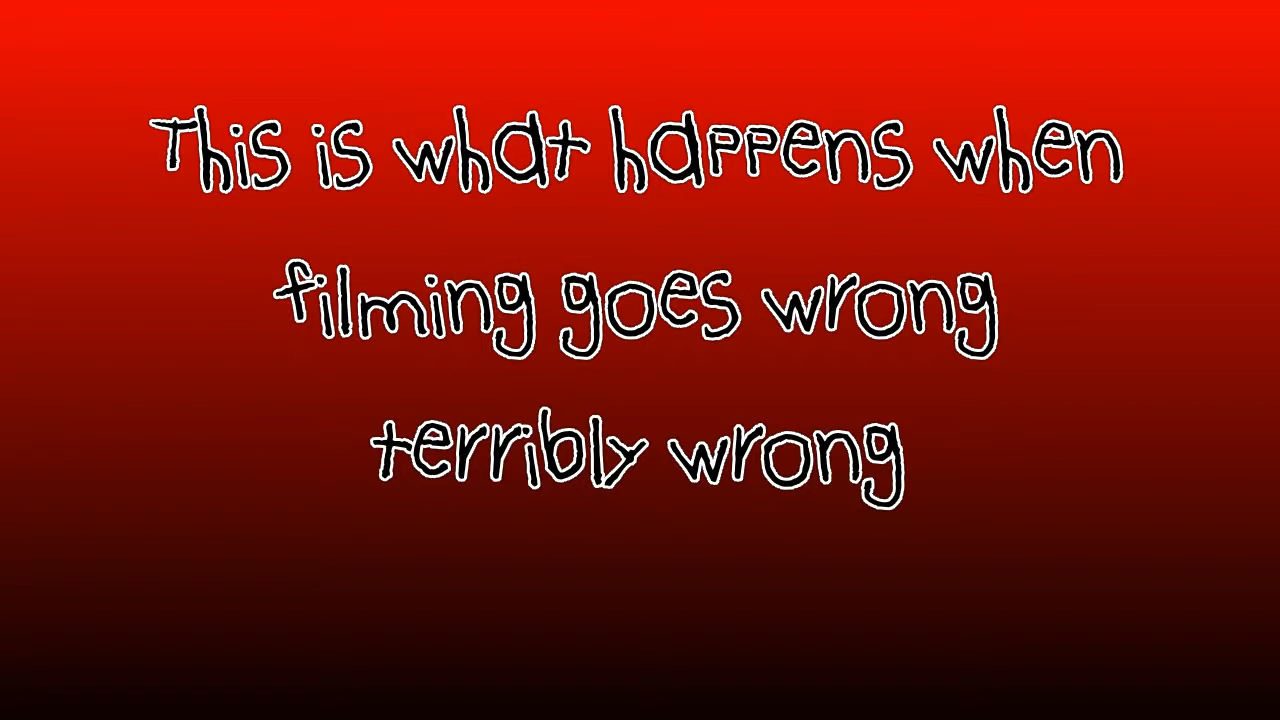 This is what happens when
filming goes wrong
terribly wrong